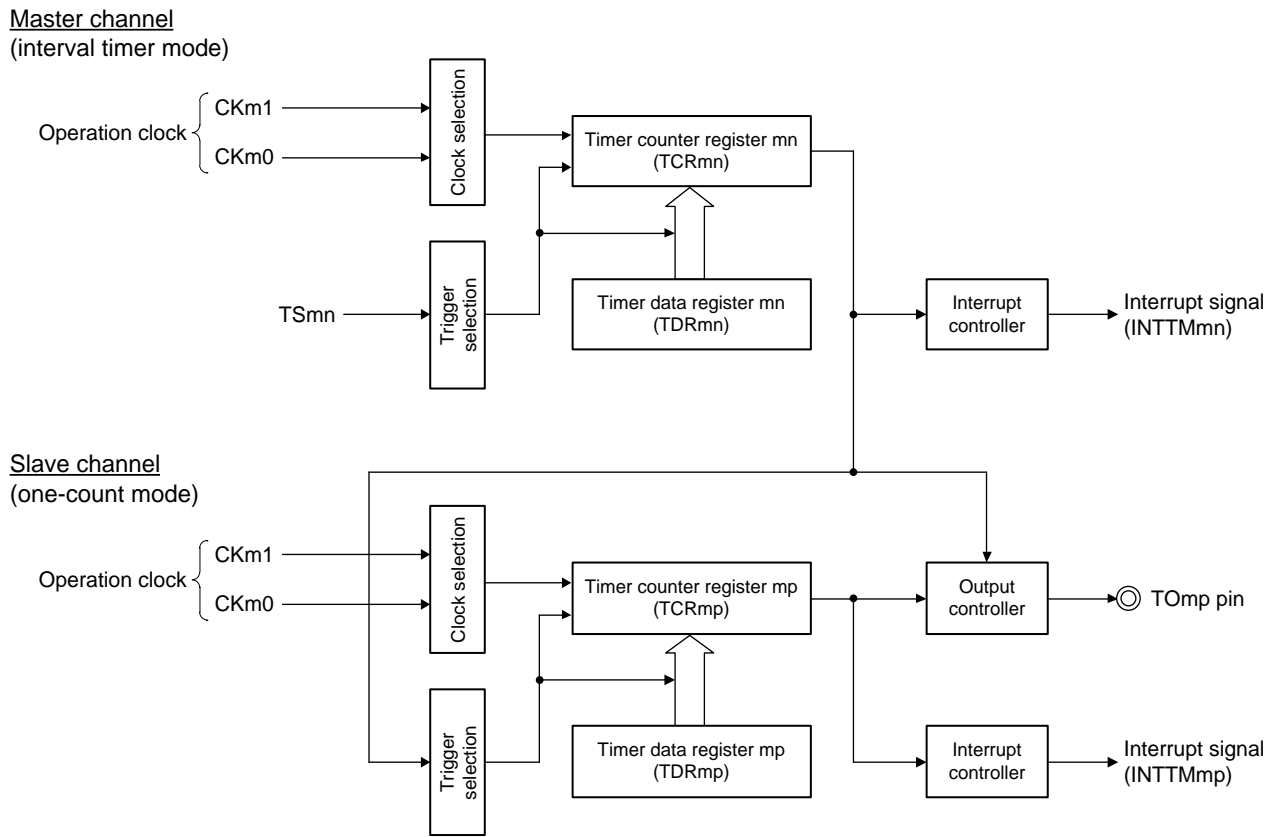 Master channel
(interval timer mode)
Operation clock
CKm1
CKm0
Clock selection
Timer counter register mn
(TCRmn)
TSmn
Trigger
selection
Timer data register mn
(TDRmn)
Interrupt
controller
Interrupt signal
(INTTMmn)
Slave channel
(one-count mode)
Operation clock
CKm1
CKm0
Clock selection
Timer counter register mp
(TCRmp)
Output
controller
TOmp pin
Trigger
selection
Timer data register mp
(TDRmp)
Interrupt
controller
Interrupt signal
(INTTMmp)